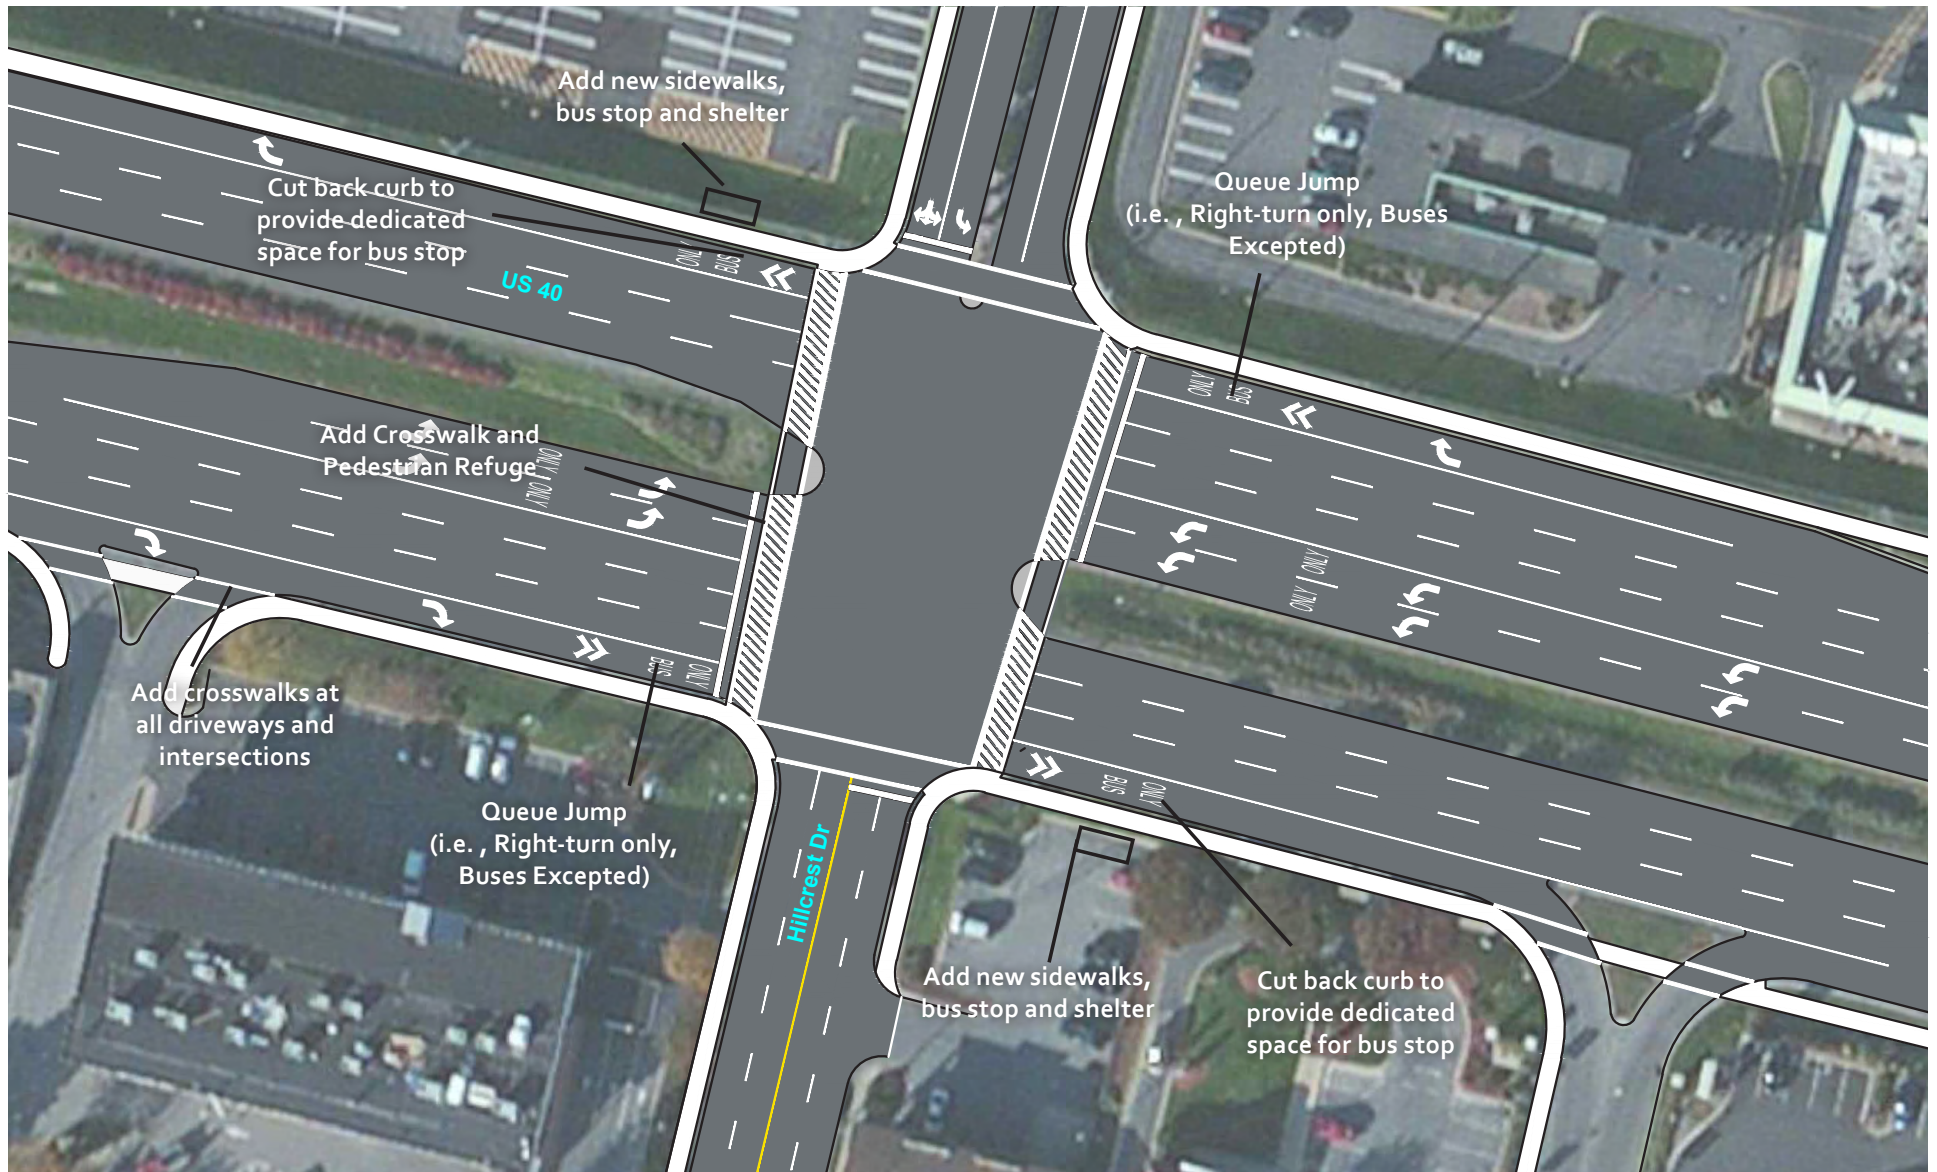 Add new sidewalks,
bus stop and shelter
Cut back curb to
provide dedicated
space for bus stop
Queue Jump
(i.e. , Right-turn only, Buses
Excepted)
ONLY
BUS
US 40
ONLY
BUS
Add Crosswalk and
Pedestrian Refuge
ONLY
ONLY
ONLY
ONLY
BUS
ONLY
Add crosswalks at
all driveways and
intersections
Queue Jump
(i.e. , Right-turn only,
Buses Excepted)
BUS
ONLY
Hillcrest Dr
Add new sidewalks,
bus stop and shelter
Cut back curb to
provide dedicated
space for bus stop